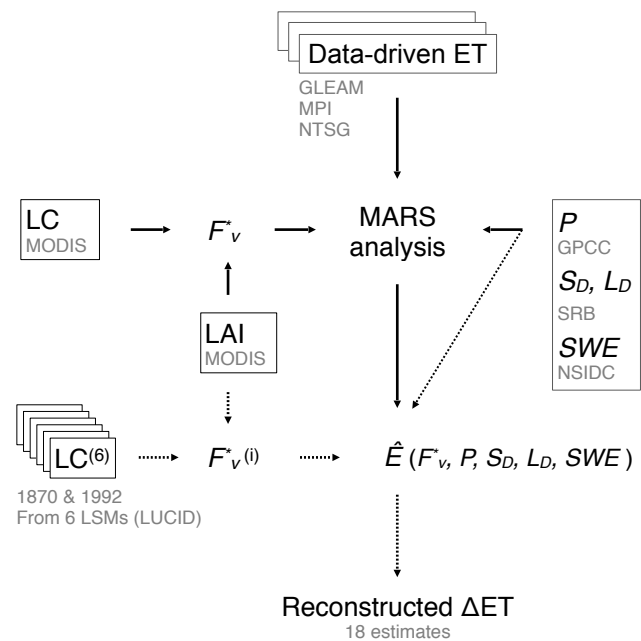 Data-driven ET
GLEAM
MPI
NTSG
LC
MODIS
F*v
MARS
analysis
P
GPCC
SD, LD
SRB
SWE
NSIDC
LAI
MODIS
LC(6)
1870 & 1992
From 6 LSMs (LUCID)
F*v(i)
Ê (F*v, P, SD, LD, SWE )
Reconstructed ΔET
18 estimates